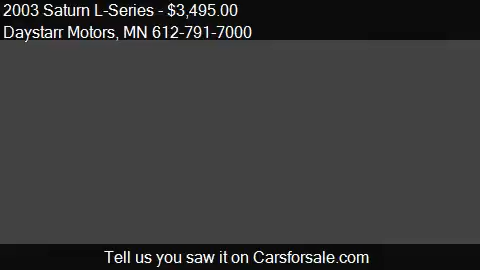 2003 Saturn L-Series - $3,495.00
Daystarr Motors, MN 612-791-7000
Tell us you saw it on Carsforsale.com